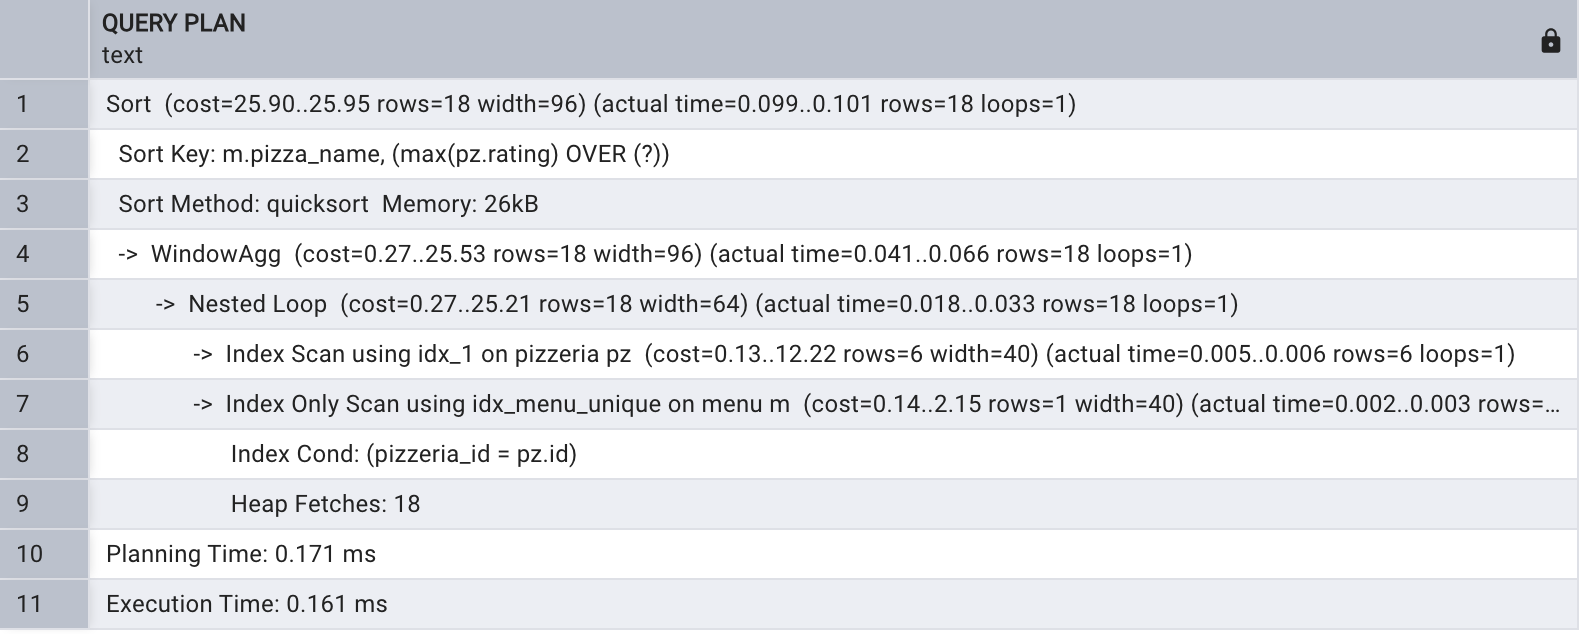 QUERY PLAN
text
1 Sort (cost=25.90..25.95 rows=18 width=96) (actual time=0.099..0.101 rows=18 loops=1)
2 Sort Key: m.pizza_name, (max(pz.rating) OVER (?))
3 Sort Method: quicksort Memory: 26kB
4 -> WindowAgg (cost=0.27..25.53 rows=18 width=96) (actual time=0.041..0.066 rows=18 loops=1)
5 -> Nested Loop (cost=0.27..25.21 rows=18 width=64) (actual time=0.018..0.033 rows=18 loops=1)
6 -> Index Scan using idx_1 on pizzeria pz (cost=0.13..12.22 rows=6 width=40) (actual time=0.005..0.006 rows=6 loops=1)
7 -> Index Only Scan using idx_menu_unique on menu m (cost=0.14..2.15 rows=1 width=40) (actual time=0.002..0.003 rows=...
8 Index Cond: (pizzeria_id = pz.id)
9 Heap Fetches: 18
10 Planning Time: 0.171 ms
11 Execution Time: 0.161 ms